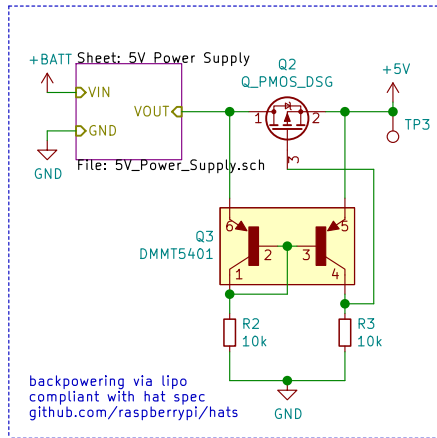 Sheet: 5V Power Supply
+BATT
VIN
VOUT
GND
GND
File: 5V_Power_Supply.sch
Q2
Q_PMOS_DSG
1
2
3
+5V
TP3
Q3
DMMT5401
6
5
2
3
1
4
R2
10k
R3
10k
GND
backpowering via lipo
compliant with hat spec
github.com/raspberrypi/hats